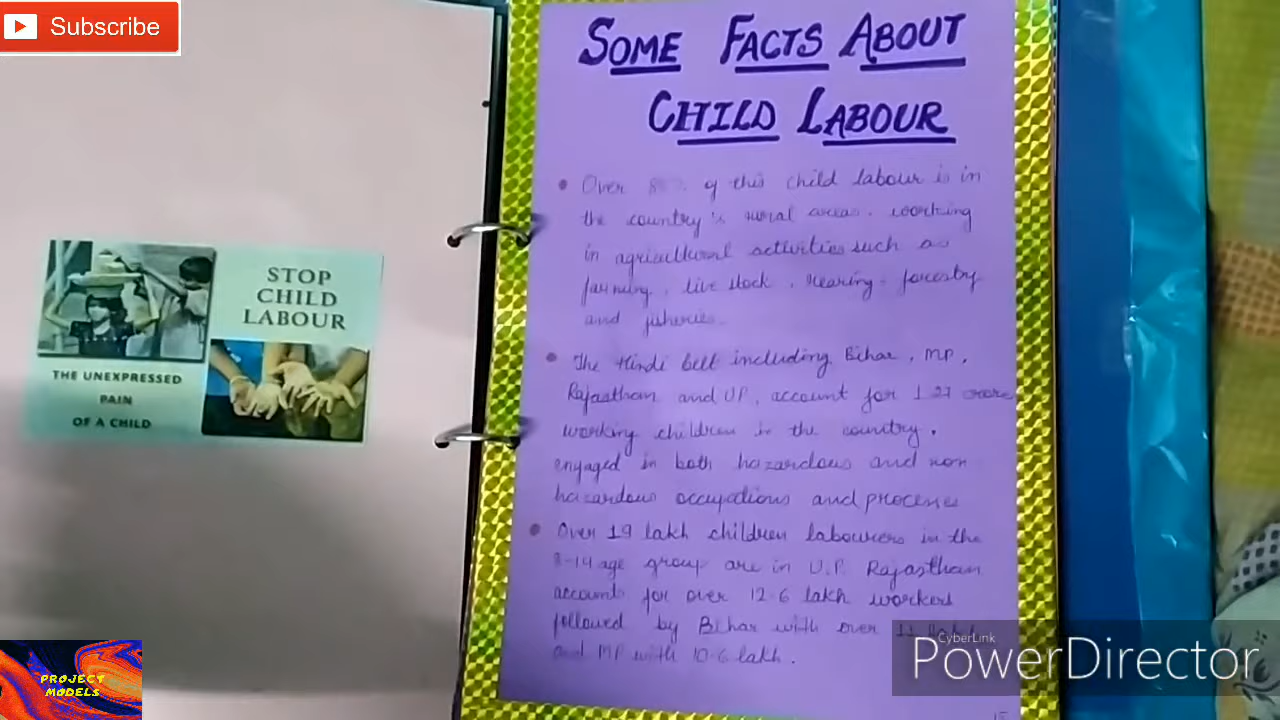 Subscribe
STOP
CHILD
LABOUR
THE UNEXPRESSED
PAIN
OF A CHILD
SOME FACTS ABOUT
CHILD LABOUR
Over of this child labour is in
the country's rural areas. working
in agricultural activities such as
farming, live stock, rearing, forestry
and fisheries.
The Hindi belt including Bihar, MP,
Rajasthan and UP, account for 1.27 crore
working children in the country.
engaged in both hazardous and non
hazardous occupations and processes
Over 19 lakh children labourers in the
age group are in U.P. Rajasthan
accounts for over 12.6 lakh workers
followed by Bihar with over
and MP with 10.6 lakh.
PROJECT
MODELS
CyberLink
PowerDirector